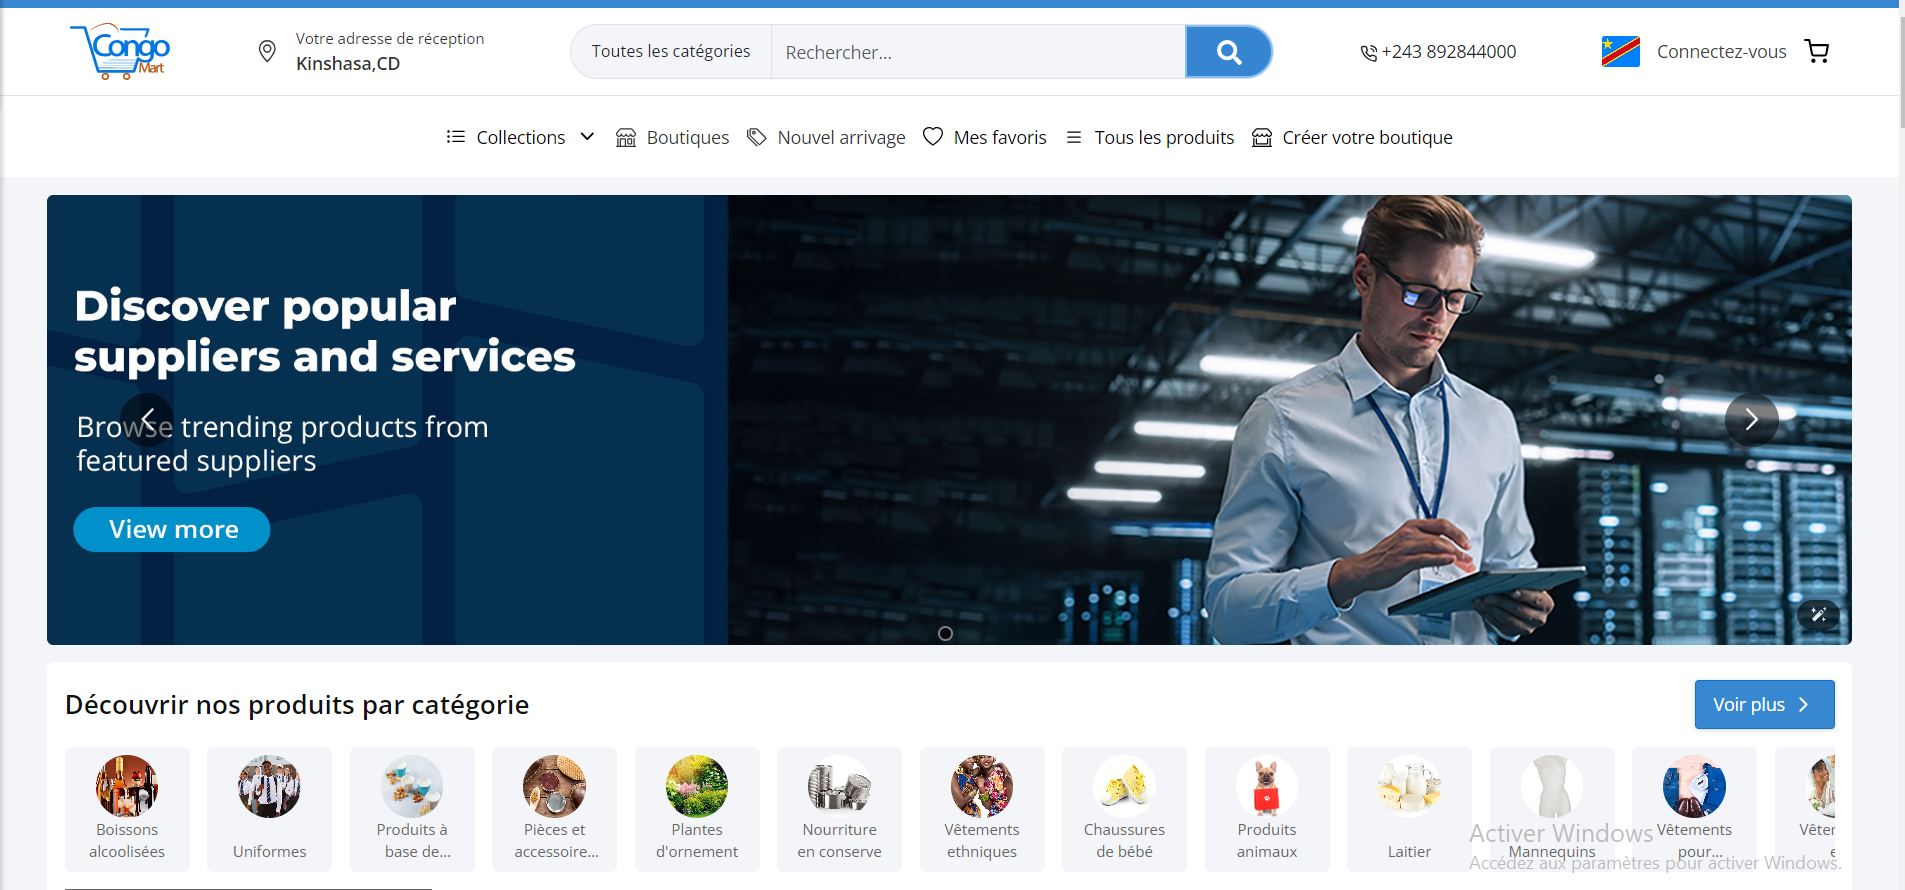 Congo
Mart
Votre adresse de réception
Kinshasa,CD
Toutes les catégories
Rechercher...
+243 892844000
Connectez-vous
Collections
Boutiques
Nouvel arrivage
Mes favoris
Tous les produits
Créer votre boutique
Discover popular
suppliers and services
Browse trending products from
featured suppliers
View more
Découvrir nos produits par catégorie
Voir plus
Boissons
alcoolisées
Uniformes
Produits à
base de...
Pièces et
accessoire...
Plantes
d'ornement
Nourriture
en conserve
Vêtements
ethniques
Chaussures
de bébé
Produits
animaux
Laitier
Mannequins
Vêtements
pour...
Vêter
e
Activer Windows
Accédez aux paramètres pour activer Windows.